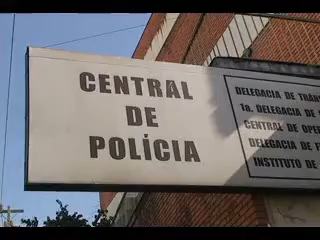 CENTRAL
DE
POLÍCIA
DELEGACIA DE
1a. DELEGACIA DE
CENTRAL DE
DELEGACIA DE
INSTITUTO DE